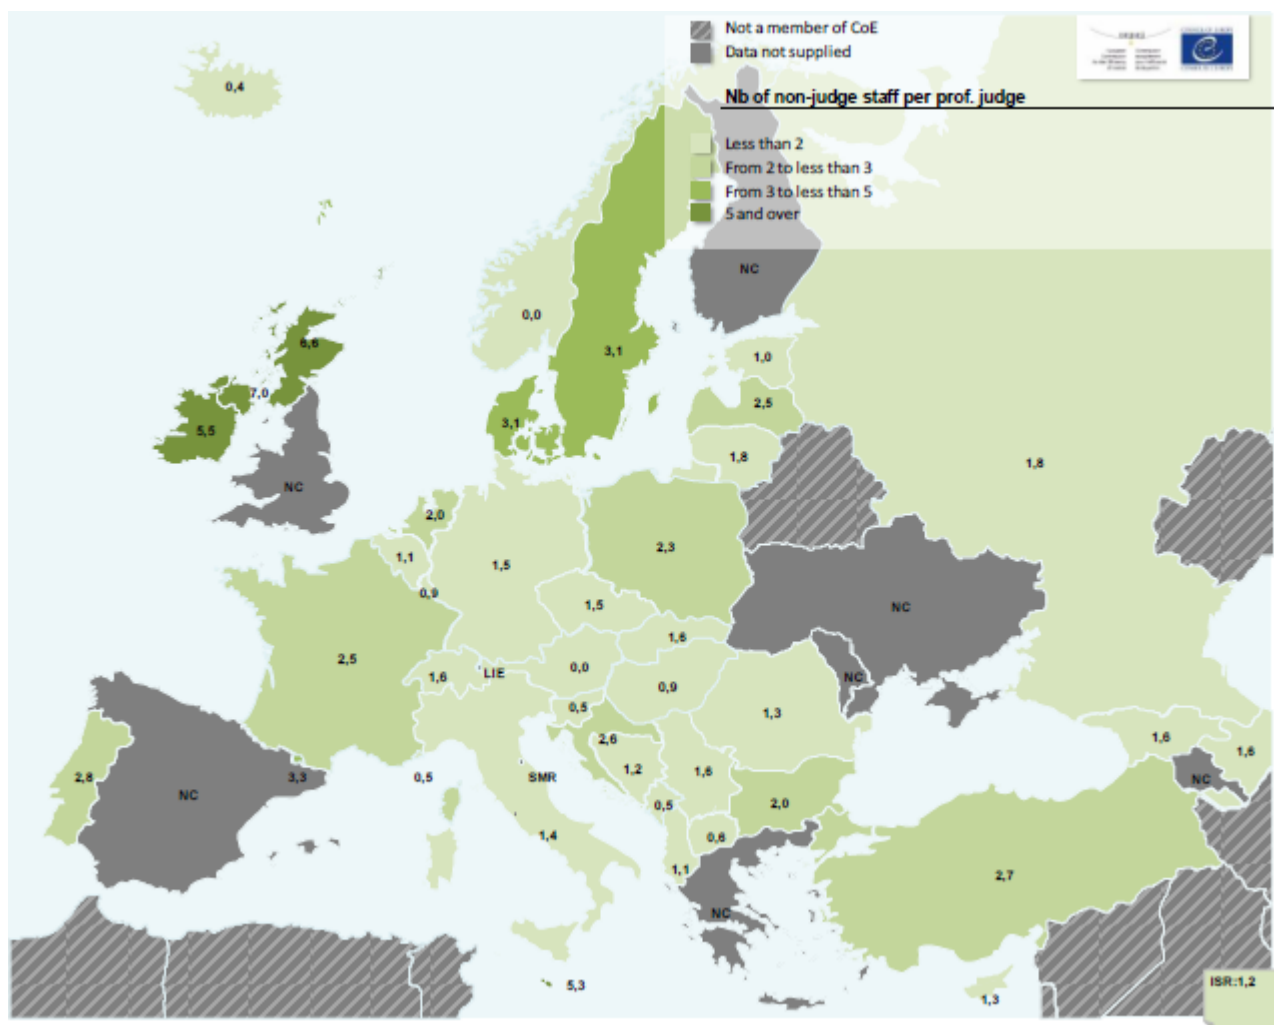 Not a member of CoE
Data not supplied
Nb of non-judge staff per prof. judge
Less than 2
From 2 to less than 3
From 3 to less than 5
5 and over
0,4
NC
0,0
6,6
3,1
1,0
7,0
2,5
3,1
5,5
1,8
1,8
NC
2,0
2,3
1,1
1,5
0,9
1,5
NC
1,6
2,5
0,0
LIE
1,6
NC
0,9
0,5
1,3
2,6
1,6
1,2
1,6
1,6
2,8
3,3
0,5
SMR
NC
NC
0,5
2,0
1,4
0,6
1,1
2,7
NC
ISR:1,2
5,3
1,3